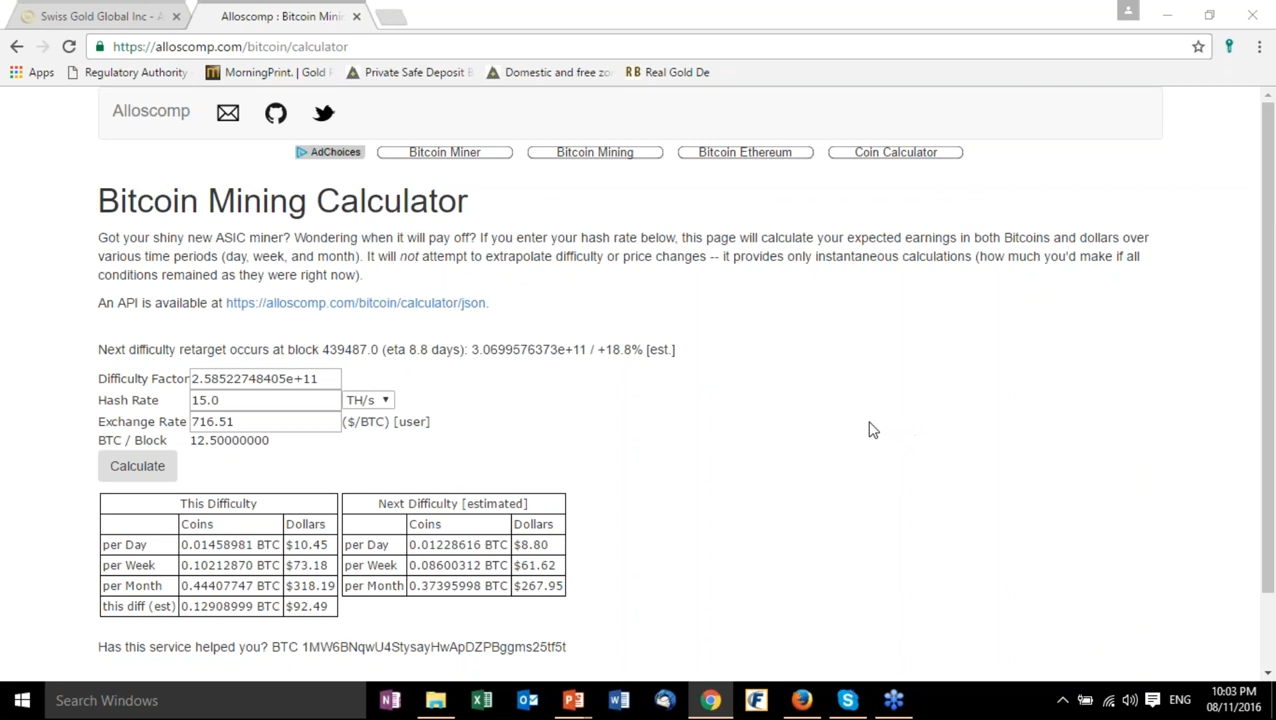 Swiss Gold Global Inc - A
Alloscomp : Bitcoin Mini
https://alloscomp.com/bitcoin/calculator
Apps Regulatory Authority MorningPrint. | Gold Private Safe Deposit Domestic and free zo RB Real Gold De
Alloscomp
AdChoices Bitcoin Miner Bitcoin Mining Bitcoin Ethereum Coin Calculator
Bitcoin Mining Calculator
Got your shiny new ASIC miner? Wondering when it will pay off? If you enter your hash rate below, this page will calculate your expected earnings in both Bitcoins and dollars over
various time periods (day, week, and month). It will not attempt to extrapolate difficulty or price changes -- it provides only instantaneous calculations (how much you'd make if all
conditions remained as they were right now).
An API is available at https://alloscomp.com/bitcoin/calculator/json.
Next difficulty retarget occurs at block 439487.0 (eta 8.8 days): 3.0699576373e+11 / +18.8% [est.]
Difficulty Factor 2.58522748405e+11
Hash Rate 15.0 TH/s
Exchange Rate 716.51 ($/BTC) [user]
BTC / Block 12.50000000
Calculate
This Difficulty Next Difficulty [estimated]
Coins Dollars Coins Dollars
per Day 0.01458981 BTC $10.45 per Day 0.01228616 BTC $8.80
per Week 0.10212870 BTC $73.18 per Week 0.08600312 BTC $61.62
per Month 0.44407747 BTC $318.19 per Month 0.37395998 BTC $267.95
this diff (est) 0.12908999 BTC $92.49
Has this service helped you? BTC 1MW6BNqwU4StysayHwApDZPBggms25tf5t
Search Windows ENG 10:03 PM
08/11/2016